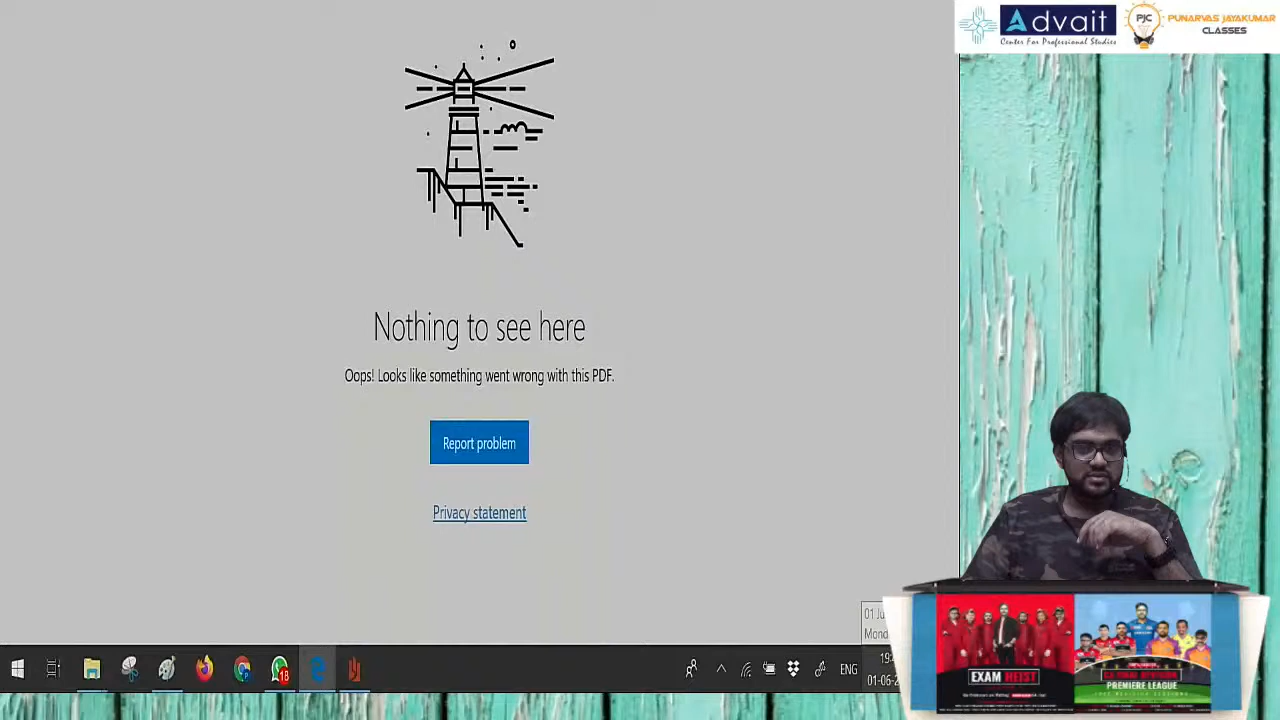 Advait
Center For Professional Studies
PJC
PUNARVAS JAYAKUMAR
CLASSES
Nothing to see here
Oops! Looks like something went wrong with this PDF.
Report problem
Privacy statement
ENG
EXAM HEIST
PREMIERE LEAGUE